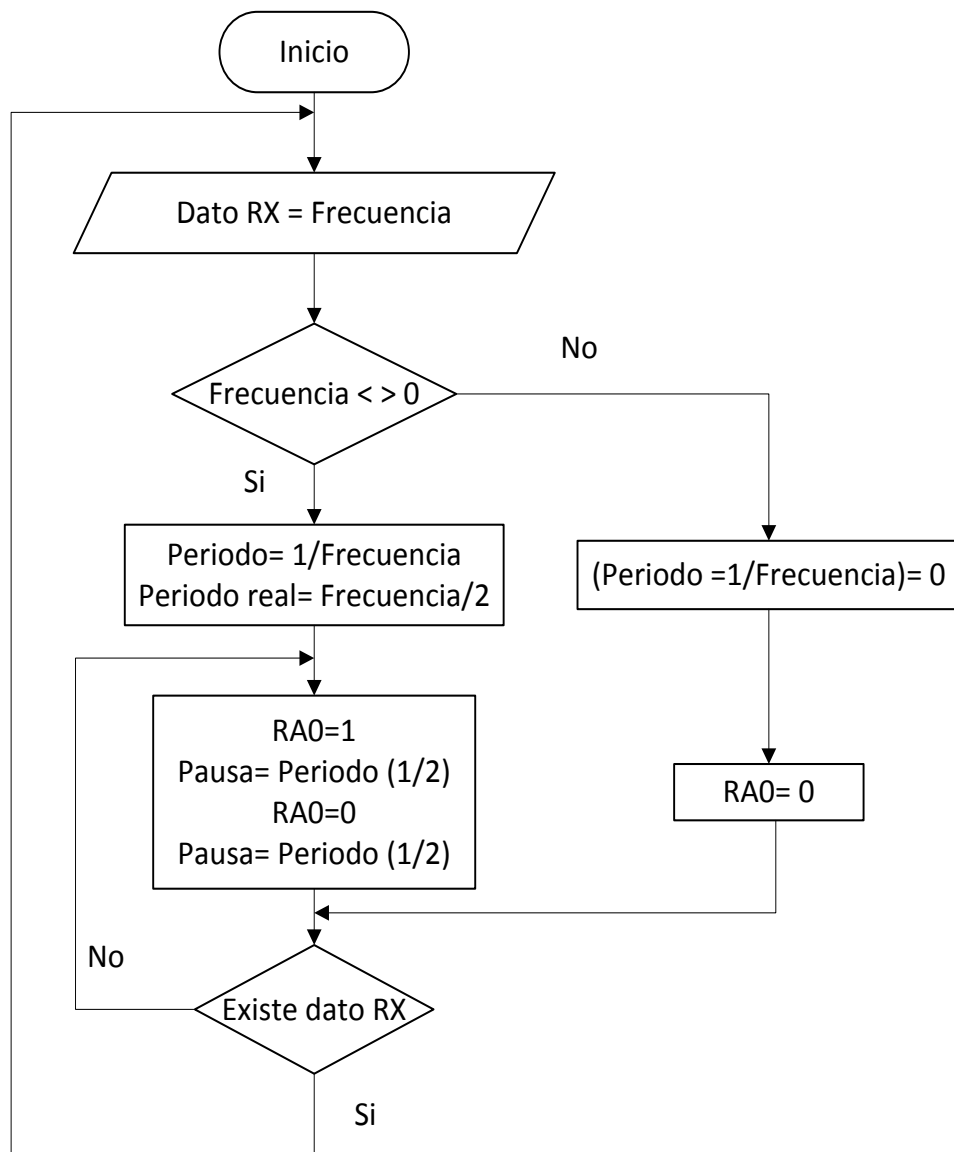 Inicio
Dato RX = Frecuencia
No
Frecuencia < > 0
Si
Periodo= 1/Frecuencia
Periodo real= Frecuencia/2
(Periodo =1/Frecuencia)= 0
RA0=1
Pausa= Periodo (1/2)
RA0=0
Pausa= Periodo (1/2)
RA0= 0
No
Existe dato RX
Si